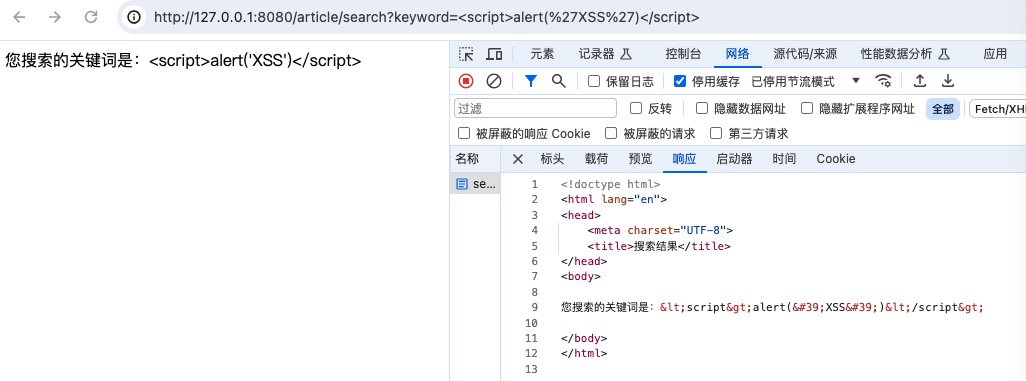 http://127.0.0.1:8080/article/search?keyword=<script>alert(%27XSS%27)</script>
您搜索的关键词是：<script>alert('XSS')</script>
元素 记录器 控制台 网络 源代码/来源 性能数据分析 应用
保留日志 停用缓存 已停用节流模式
过滤 反转 隐藏数据网址 隐藏扩展程序网址 全部 Fetch/XH
被屏蔽的响应 Cookie 被屏蔽的请求 第三方请求
名称 标头 载荷 预览 响应 启动器 时间 Cookie
se...
1 <!doctype html>
2 <html lang="en">
3 <head>
4 <meta charset="UTF-8">
5 <title>搜索结果</title>
6 </head>
7 <body>
8
9 您搜索的关键词是：&lt;script&gt;alert(&#39;XSS&#39;)&lt;/script&gt;
10
11 </body>
12 </html>
13